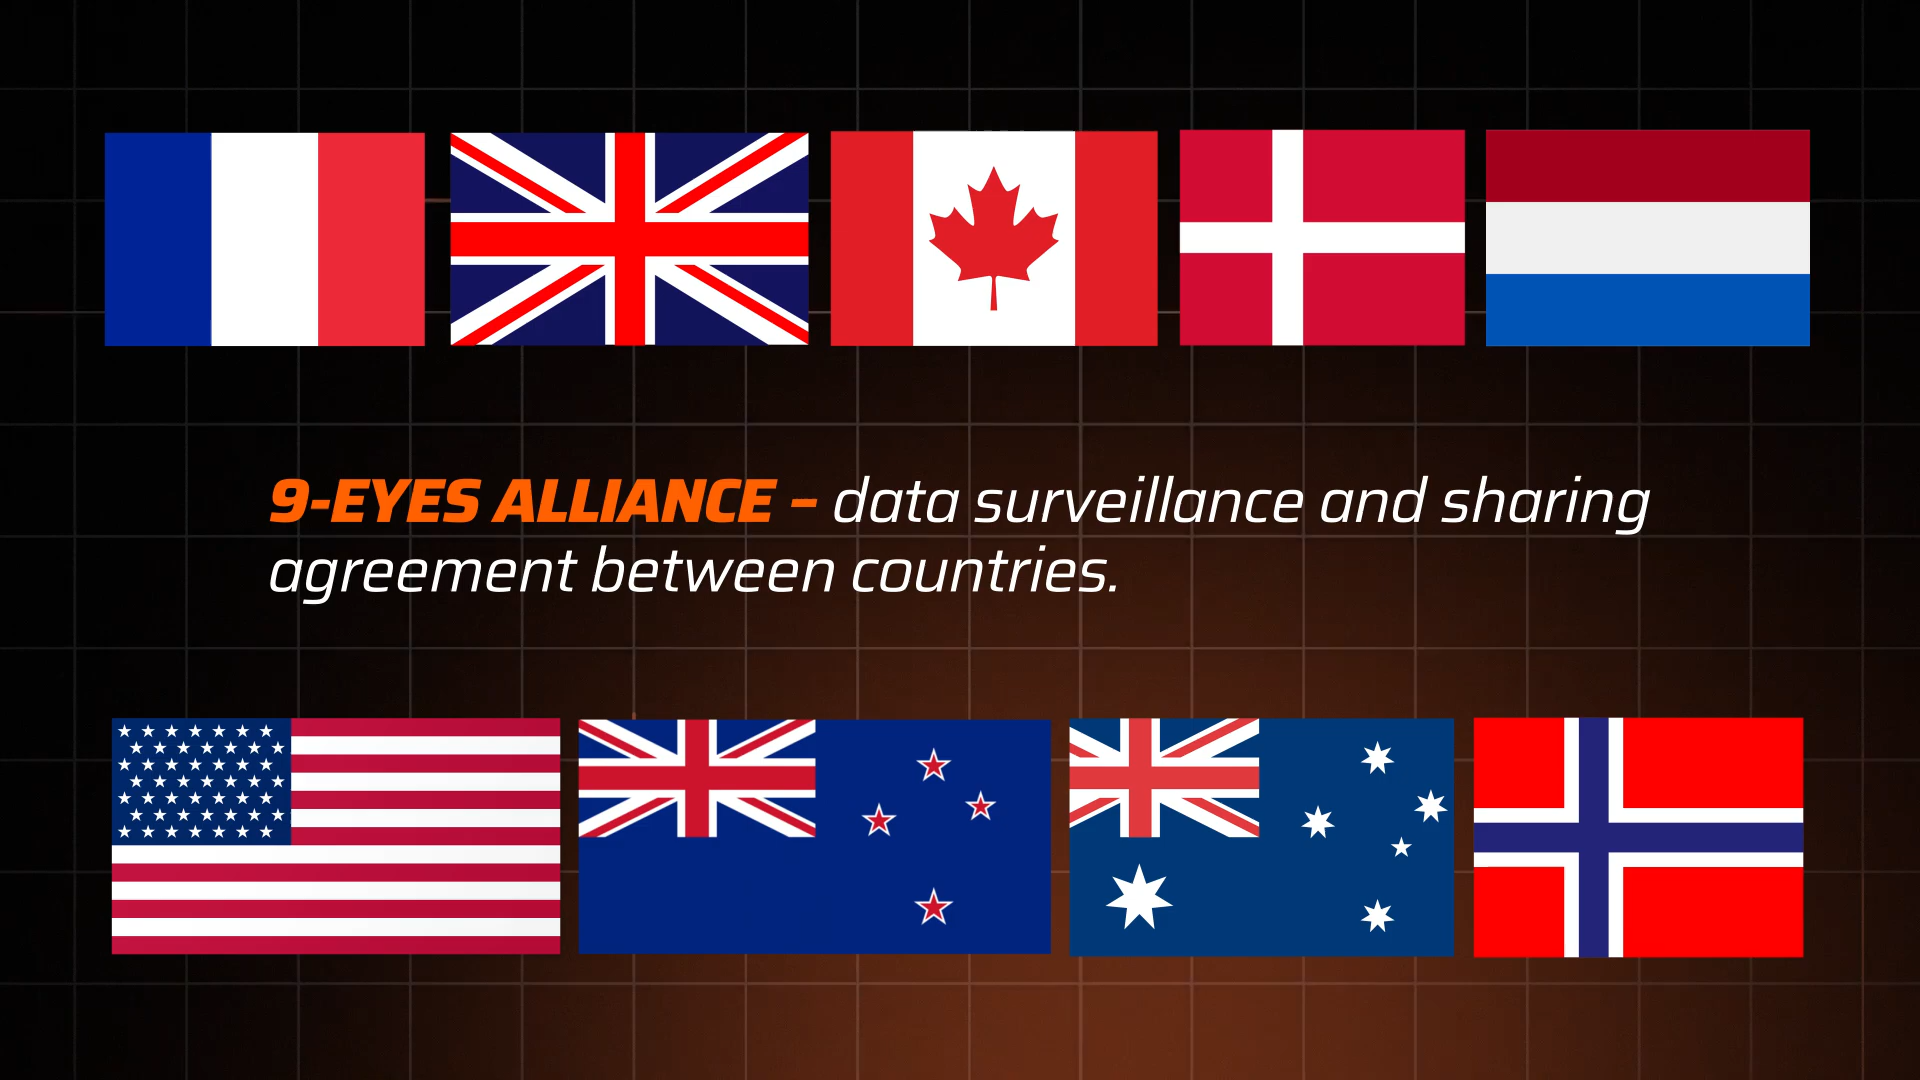 9-EYES ALLIANCE – data surveillance and sharing
agreement between countries.